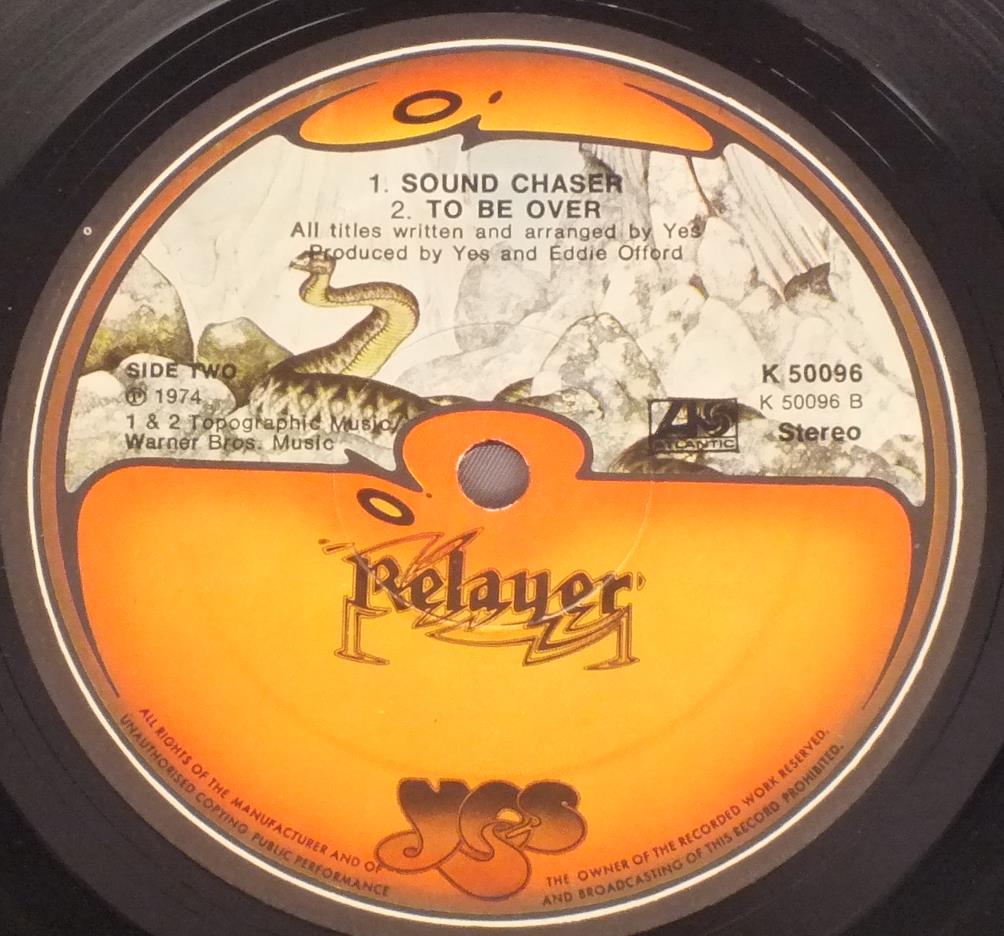 1. SOUND CHASER
2. TO BE OVER
All titles written and arranged by Yes
Produced by Yes and Eddie Offord
SIDE TWO
℗ 1974
1 & 2 Topographic Music/
Warner Bros. Music
K 50096
K 50096 B
ATLANTIC
Stereo
Relayer
yes
ALL RIGHTS OF THE MANUFACTURER AND OF THE OWNER OF THE RECORDED WORK RESERVED.
UNAUTHORISED COPYING PUBLIC PERFORMANCE AND BROADCASTING OF THIS RECORD PROHIBITED.